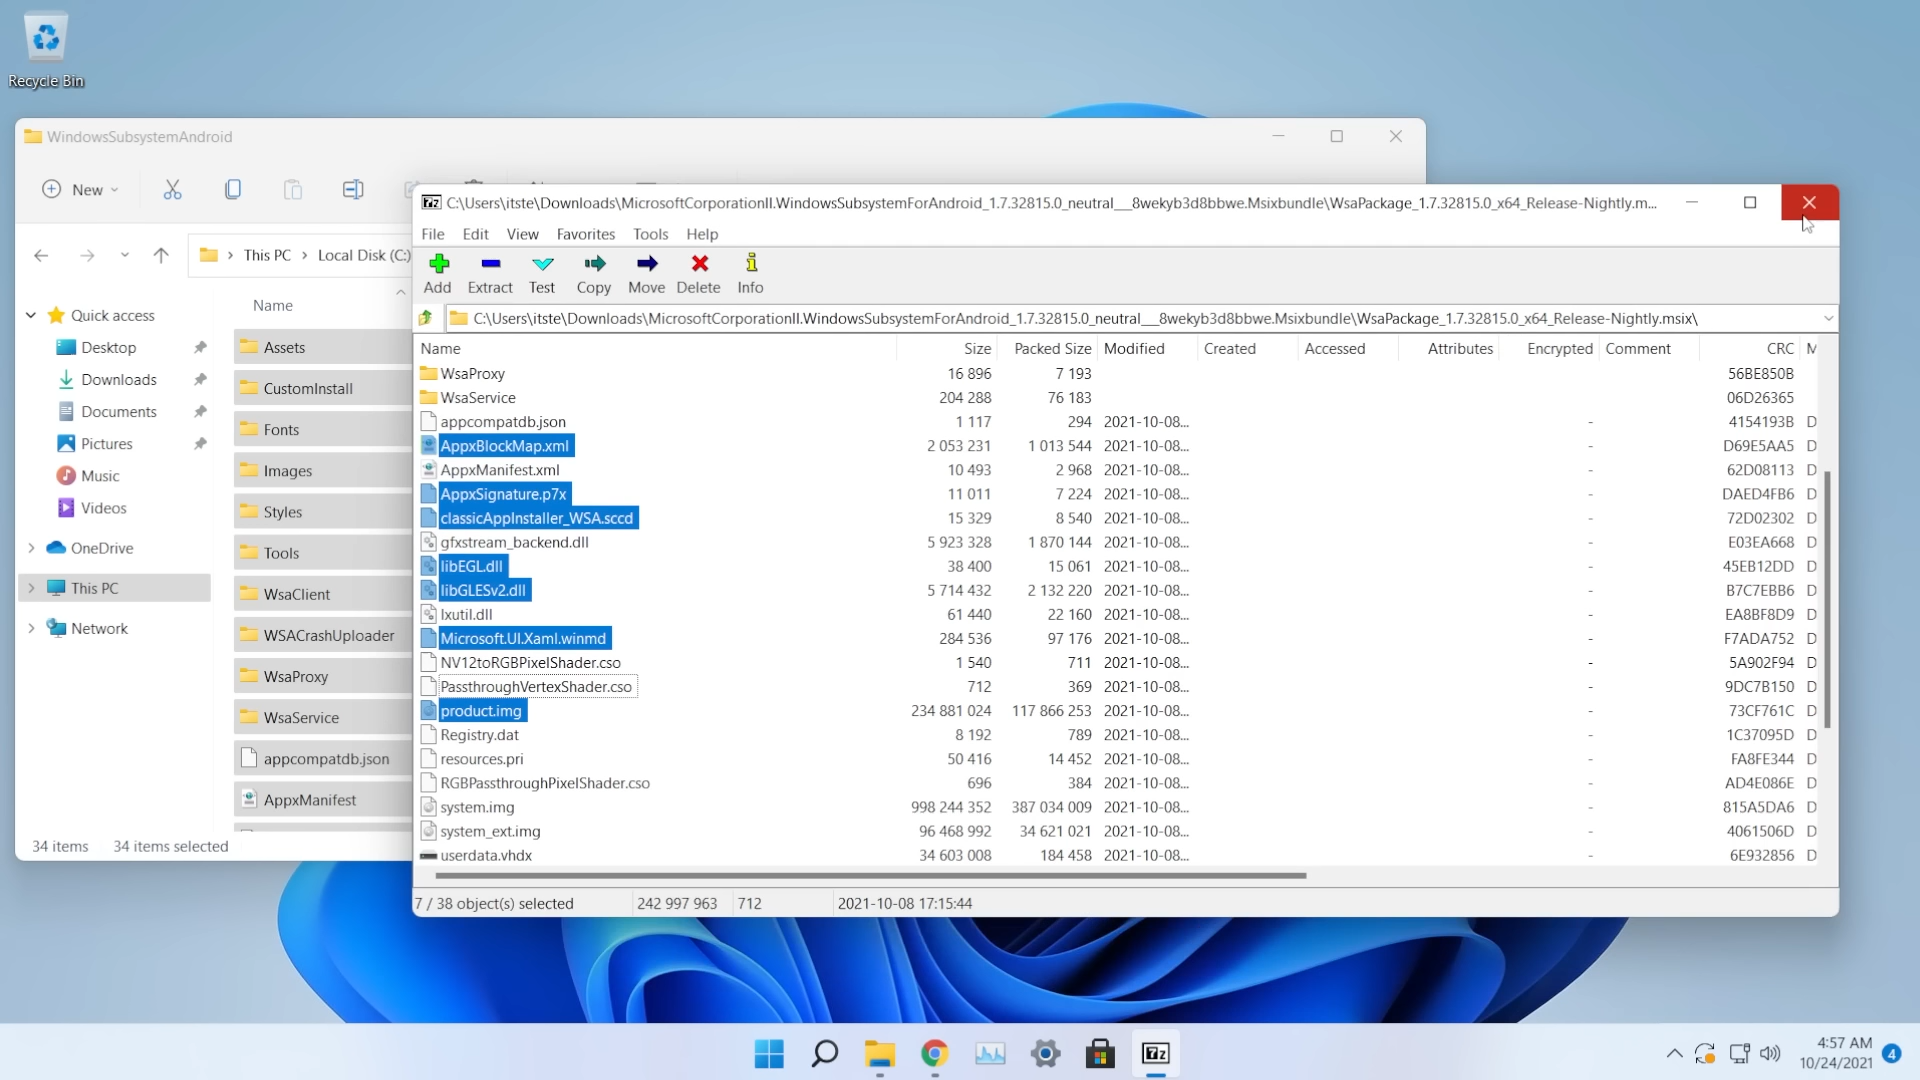 Recycle Bin
WindowsSubsystemAndroid
New
This PC
Local Disk (C:)
Name
Quick access
Desktop
Downloads
Documents
Pictures
Music
Videos
OneDrive
This PC
Network
Assets
CustomInstall
Fonts
Images
Styles
Tools
WsaClient
WSACrashUploader
WsaProxy
WsaService
appcompatdb.json
AppxManifest
34 items 34 items selected
C:\Users\itste\Downloads\MicrosoftCorporationII.WindowsSubsystemForAndroid_1.7.32815.0_neutral___8wekyb3d8bbwe.Msixbundle\WsaPackage_1.7.32815.0_x64_Release-Nightly.m...
File Edit View Favorites Tools Help
Add Extract Test Copy Move Delete Info
C:\Users\itste\Downloads\MicrosoftCorporationII.WindowsSubsystemForAndroid_1.7.32815.0_neutral___8wekyb3d8bbwe.Msixbundle\WsaPackage_1.7.32815.0_x64_Release-Nightly.msix\
Name Size Packed Size Modified Created Accessed Attributes Encrypted Comment CRC M
WsaProxy 16 896 7 193 56BE850B
WsaService 204 288 76 183 06D26365
appcompatdb.json 1 117 294 2021-10-08... - 4154193B D
AppxBlockMap.xml 2 053 231 1 013 544 2021-10-08... - D69E5AA5 D
AppxManifest.xml 10 493 2 968 2021-10-08... - 62D08113 D
AppxSignature.p7x 11 011 7 224 2021-10-08... - DAED4FB6 D
classicAppInstaller_WSA.sccd 15 329 8 540 2021-10-08... - 72D02302 D
gfxstream_backend.dll 5 923 328 1 870 144 2021-10-08... - E03EA668 D
libEGL.dll 38 400 15 061 2021-10-08... - 45EB12DD D
libGLESv2.dll 5 714 432 2 132 220 2021-10-08... - B7C7EBB6 D
lxutil.dll 61 440 22 160 2021-10-08... - EA8BF8D9 D
Microsoft.UI.Xaml.winmd 284 536 97 176 2021-10-08... - F7ADA752 D
NV12toRGBPixelShader.cso 1 540 711 2021-10-08... - 5A902F94 D
PassthroughVertexShader.cso 712 369 2021-10-08... - 9DC7B150 D
product.img 234 881 024 117 866 253 2021-10-08... - 73CF761C D
Registry.dat 8 192 789 2021-10-08... - 1C37095D D
resources.pri 50 416 14 452 2021-10-08... - FA8FE344 D
RGBPassthroughPixelShader.cso 696 384 2021-10-08... - AD4E086E D
system.img 998 244 352 387 034 009 2021-10-08... - 815A5DA6 D
system_ext.img 96 468 992 34 621 021 2021-10-08... - 4061506D D
userdata.vhdx 34 603 008 184 458 2021-10-08... - 6E932856 D
7 / 38 object(s) selected 242 997 963 712 2021-10-08 17:15:44
4:57 AM
10/24/2021
4